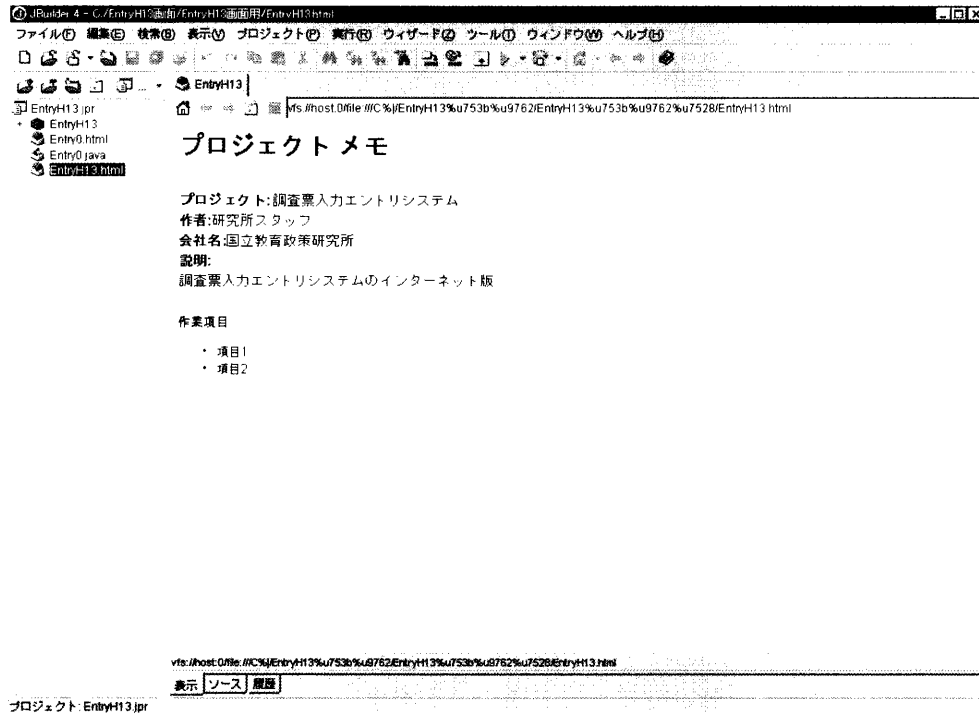 JBuilder 4 - C:/EntryH13画面/EntryH13画面用/EntryH13.html
ファイル(F) 編集(E) 検索(S) 表示(V) プロジェクト(P) 実行(R) ウィザード(Z) ツール(T) ウィンドウ(W) ヘルプ(H)
EntryH13
EntryH13.jpr
vfs://host:0/file:///C%|/EntryH13%u753b%u9762/EntryH13%u753b%u9762%u7528/EntryH13.html
EntryH13
Entry0.html
Entry0.java
EntryH13.html
プロジェクト メモ
プロジェクト:調査票入力エントリシステム
作者:研究所スタッフ
会社名:国立教育政策研究所
説明:
調査票入力エントリシステムのインターネット版
作業項目
・ 項目1
・ 項目2
vfs://host:0/file:///C%|/EntryH13%u753b%u9762/EntryH13%u753b%u9762%u7528/EntryH13.html
表示 ソース 履歴
プロジェクト: EntryH13.jpr